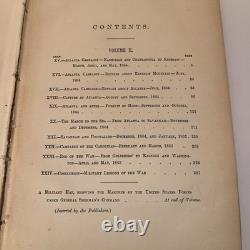 CONTENTS.
VOLUME II.
XV.—ATLANTA CAMPAIGN—NASHVILLE AND CHATTANOOGA TO KENESAW—
MARCH, APRIL, AND MAY, 1864
XVI.—ATLANTA CAMPAIGN—BATTLES ABOUT KENESAW MOUNTAIN—JUNE,
1864
XVII.—ATLANTA CAMPAIGN—BATTLES ABOUT ATLANTA—JULY, 1864
XVIII.—CAPTURE OF ATLANTA—AUGUST AND SEPTEMBER, 1864
XIX.—ATLANTA AND AFTER—PURSUIT OF HOOD—SEPTEMBER AND OCTOBER,
1864
XX.—THE MARCH TO THE SEA—FROM ATLANTA TO SAVANNAH—NOVEMBER
AND DECEMBER, 1864
XXI.—SAVANNAH AND POCOTALIGO—DECEMBER, 1864, AND JANUARY, 1865
XXII.—CAMPAIGN OF THE CAROLINAS—FEBRUARY AND MARCH, 1865
XXIII.—END OF THE WAR—FROM GOLDSBORO' TO RALEIGH AND WASHINGTON—
APRIL AND MAY, 1865
XXIV.—CONCLUSION—MILITARY LESSONS OF THE WAR
A MILITARY MAP, SHOWING THE MARCHES OF THE UNITED STATES FORCES
UNDER GENERAL SHERMAN'S COMMAND At end of Volume.
(Inserted by the Publishers.)